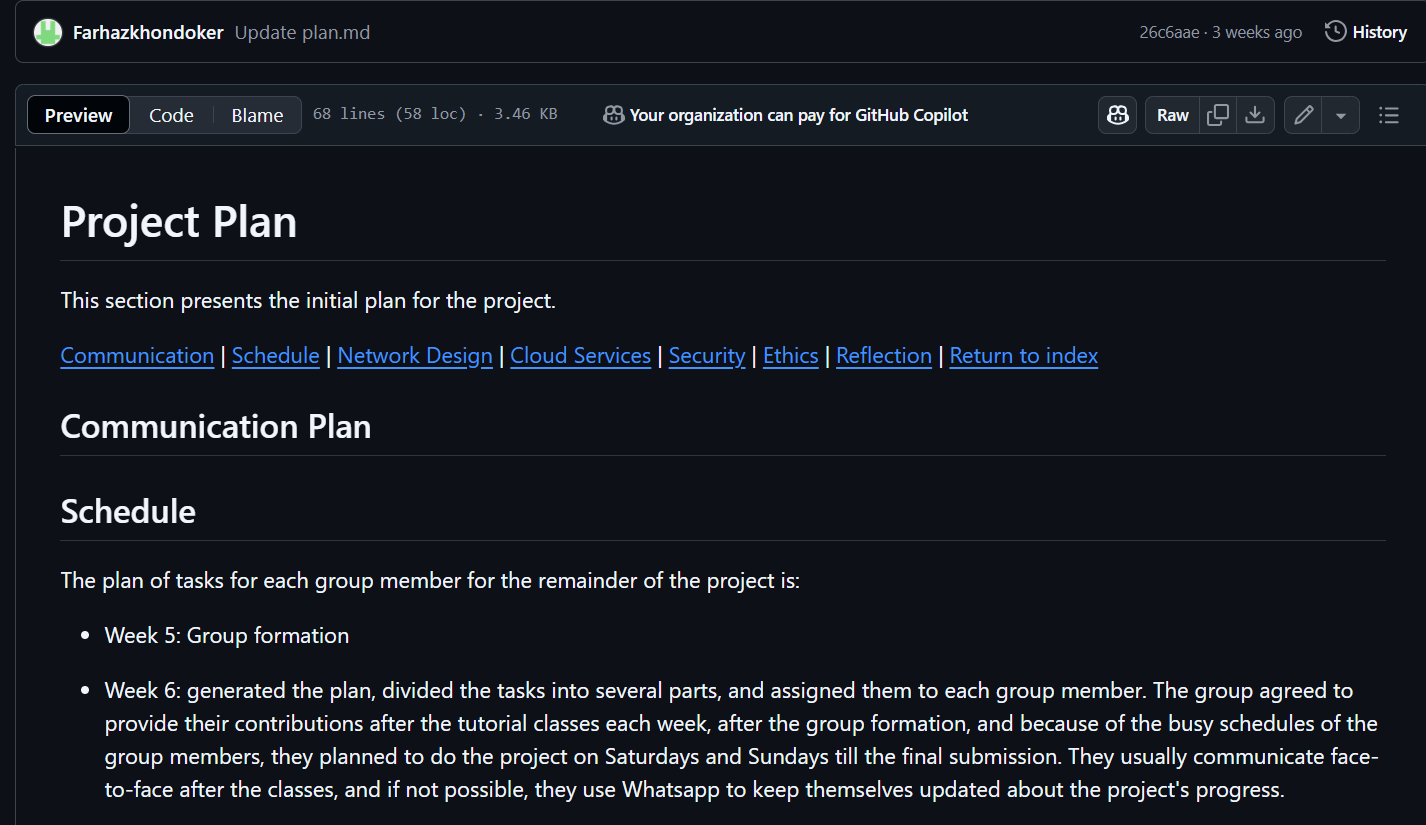 Farhazkhondoker Update plan.md 26c6aae · 3 weeks ago History
Preview Code Blame 68 lines (58 loc) · 3.46 KB Your organization can pay for GitHub Copilot Raw
Project Plan
This section presents the initial plan for the project.
Communication | Schedule | Network Design | Cloud Services | Security | Ethics | Reflection | Return to index
Communication Plan
Schedule
The plan of tasks for each group member for the remainder of the project is:
• Week 5: Group formation
• Week 6: generated the plan, divided the tasks into several parts, and assigned them to each group member. The group agreed to
provide their contributions after the tutorial classes each week, after the group formation, and because of the busy schedules of the
group members, they planned to do the project on Saturdays and Sundays till the final submission. They usually communicate face-
to-face after the classes, and if not possible, they use Whatsapp to keep themselves updated about the project's progress.